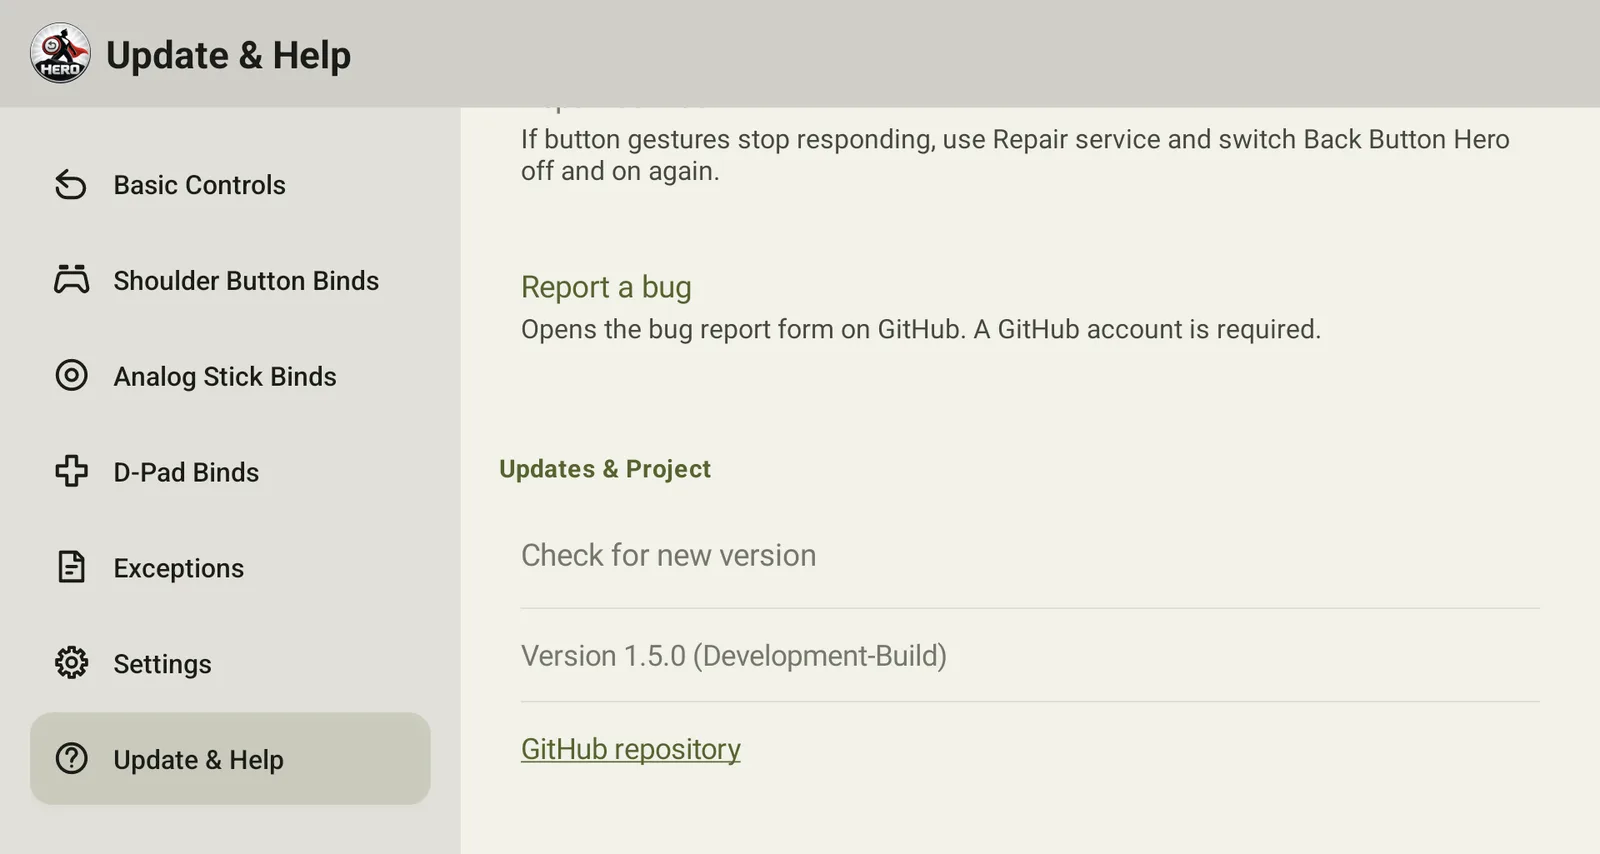 HERO
Update & Help
Basic Controls
Shoulder Button Binds
Analog Stick Binds
D-Pad Binds
Exceptions
Settings
Update & Help
If button gestures stop responding, use Repair service and switch Back Button Hero
off and on again.
Report a bug
Opens the bug report form on GitHub. A GitHub account is required.
Updates & Project
Check for new version
Version 1.5.0 (Development-Build)
GitHub repository